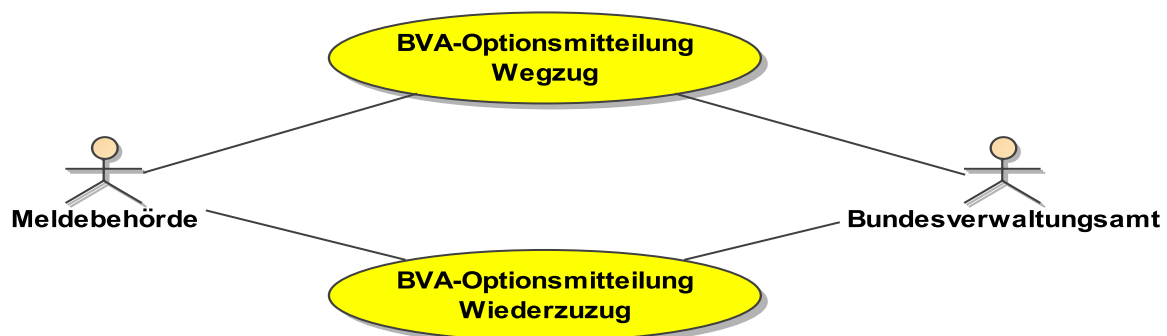 BVA-Optionsmitteilung
Wegzug
Meldebehörde
Bundesverwaltungsamt
BVA-Optionsmitteilung
Wiederzuzug